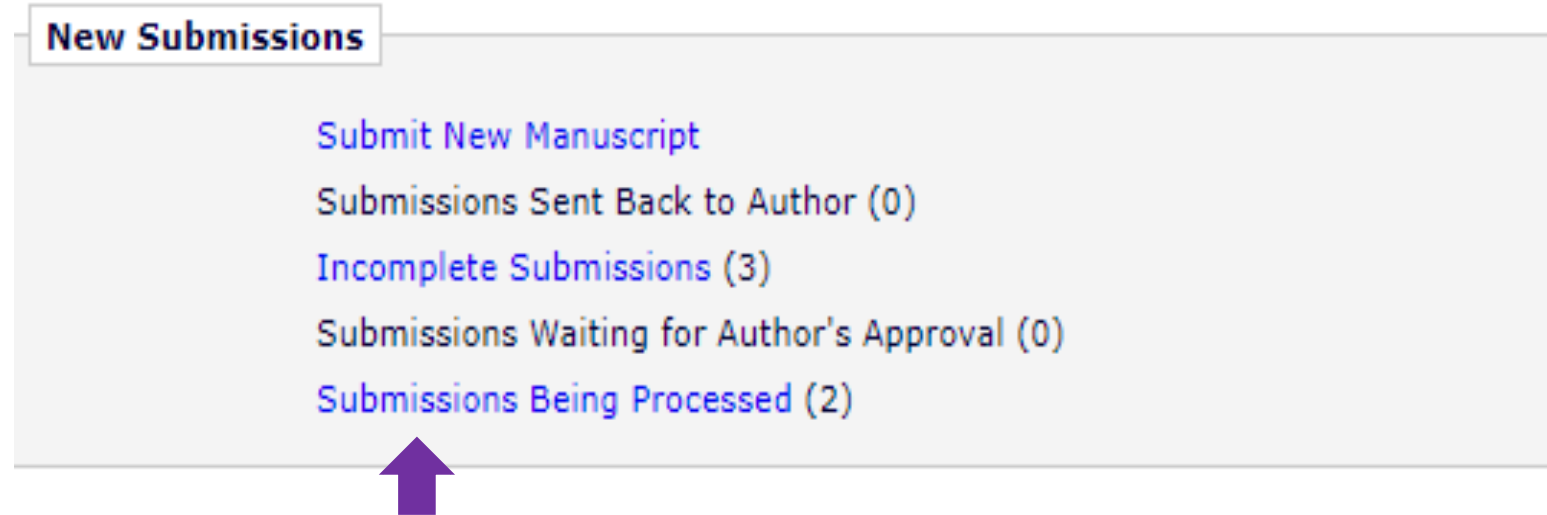 New Submissions
Submit New Manuscript
Submissions Sent Back to Author (0)
Incomplete Submissions (3)
Submissions Waiting for Author's Approval (0)
Submissions Being Processed (2)